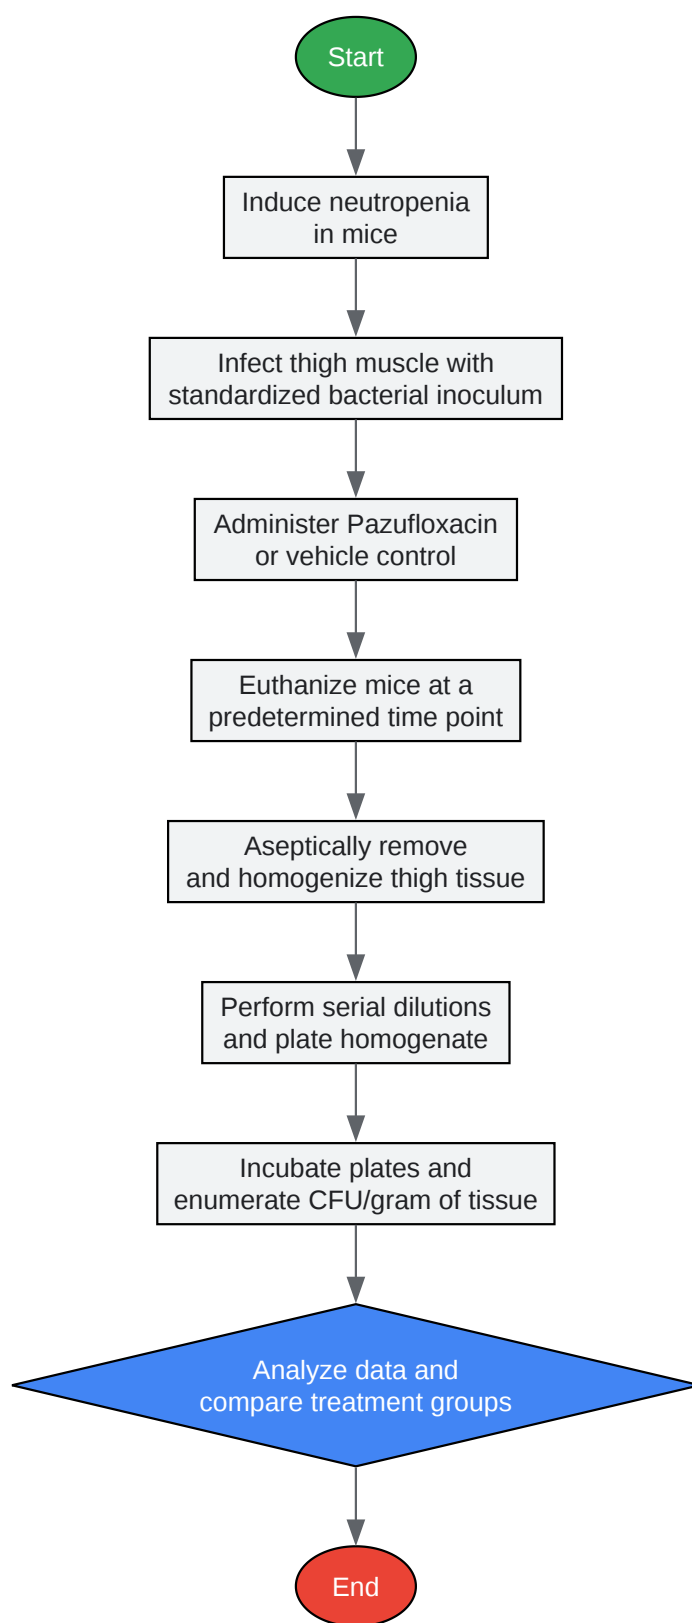 Start
Induce neutropenia
in mice
Infect thigh muscle with
standardized bacterial inoculum
Administer Pazufloxacin
or vehicle control
Euthanize mice at a
predetermined time point
Aseptically remove
and homogenize thigh tissue
Perform serial dilutions
and plate homogenate
Incubate plates and
enumerate CFU/gram of tissue
Analyze data and
compare treatment groups
End